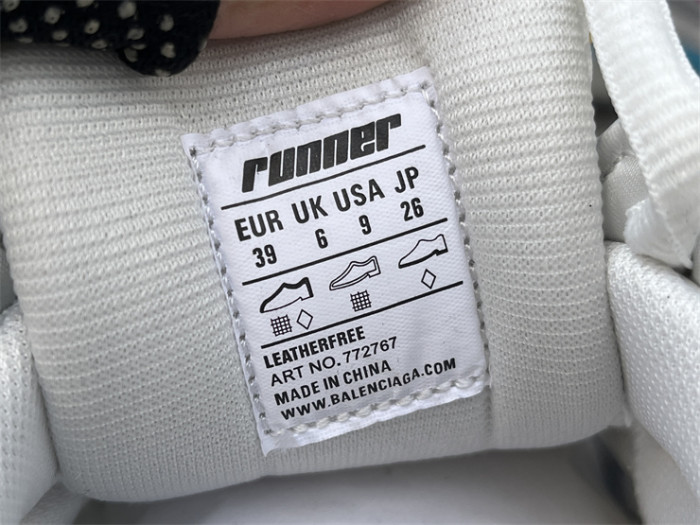 runner
EUR UK USA JP
39 6 9 26
LEATHERFREE
ART NO. 772767
MADE IN CHINA
WWW.BALENCIAGA.COM